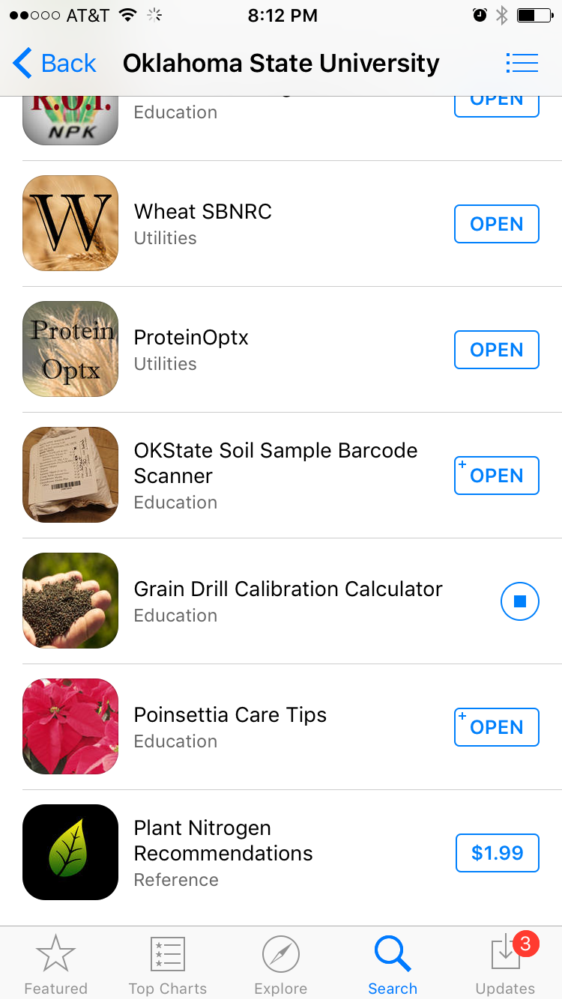 AT&T 8:12 PM
Back Oklahoma State University
R.O.I.
NPK
Education
OPEN
W
Wheat SBNRC
Utilities
OPEN
Protein
Optx
ProteinOptx
Utilities
OPEN
OKState Soil Sample Barcode
Scanner
Education
+ OPEN
Grain Drill Calibration Calculator
Education
Poinsettia Care Tips
Education
+ OPEN
Plant Nitrogen
Recommendations
Reference
$1.99
3
Featured Top Charts Explore Search Updates